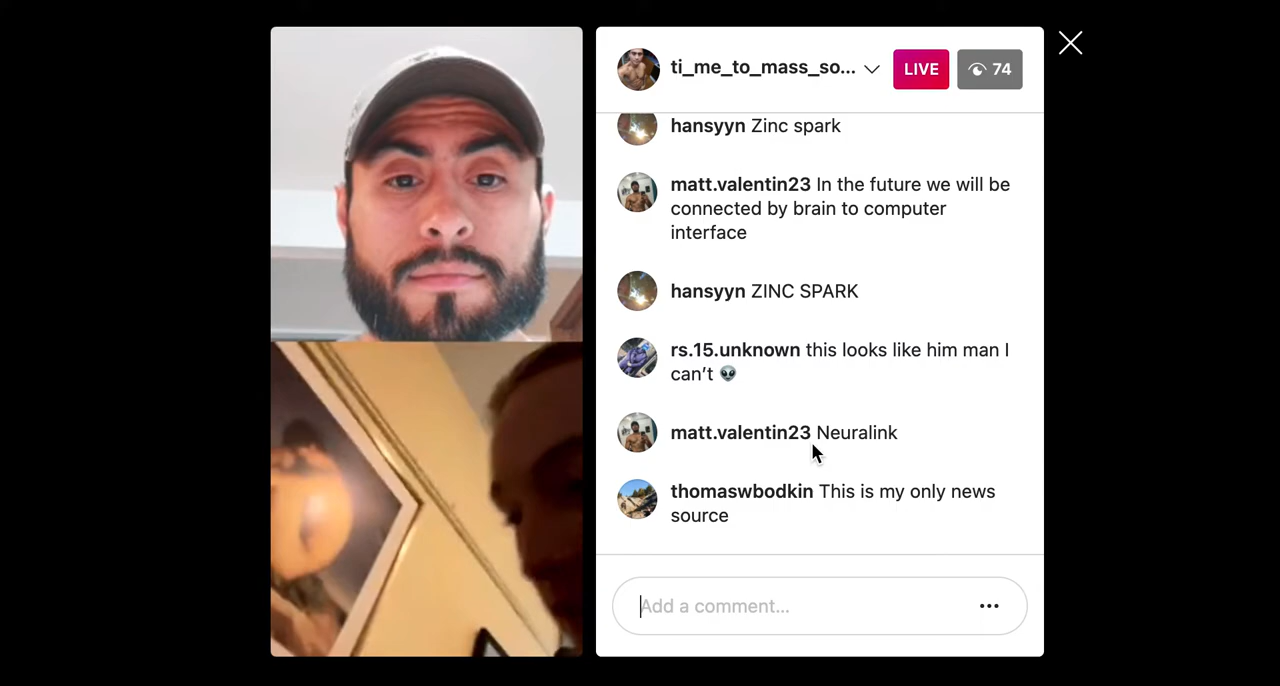 ti_me_to_mass_so...
LIVE
74
hansyyn Zinc spark
matt.valentin23 In the future we will be
connected by brain to computer
interface
hansyyn ZINC SPARK
rs.15.unknown this looks like him man I
can't 👽
matt.valentin23 Neuralink
thomaswbodkin This is my only news
source
Add a comment...